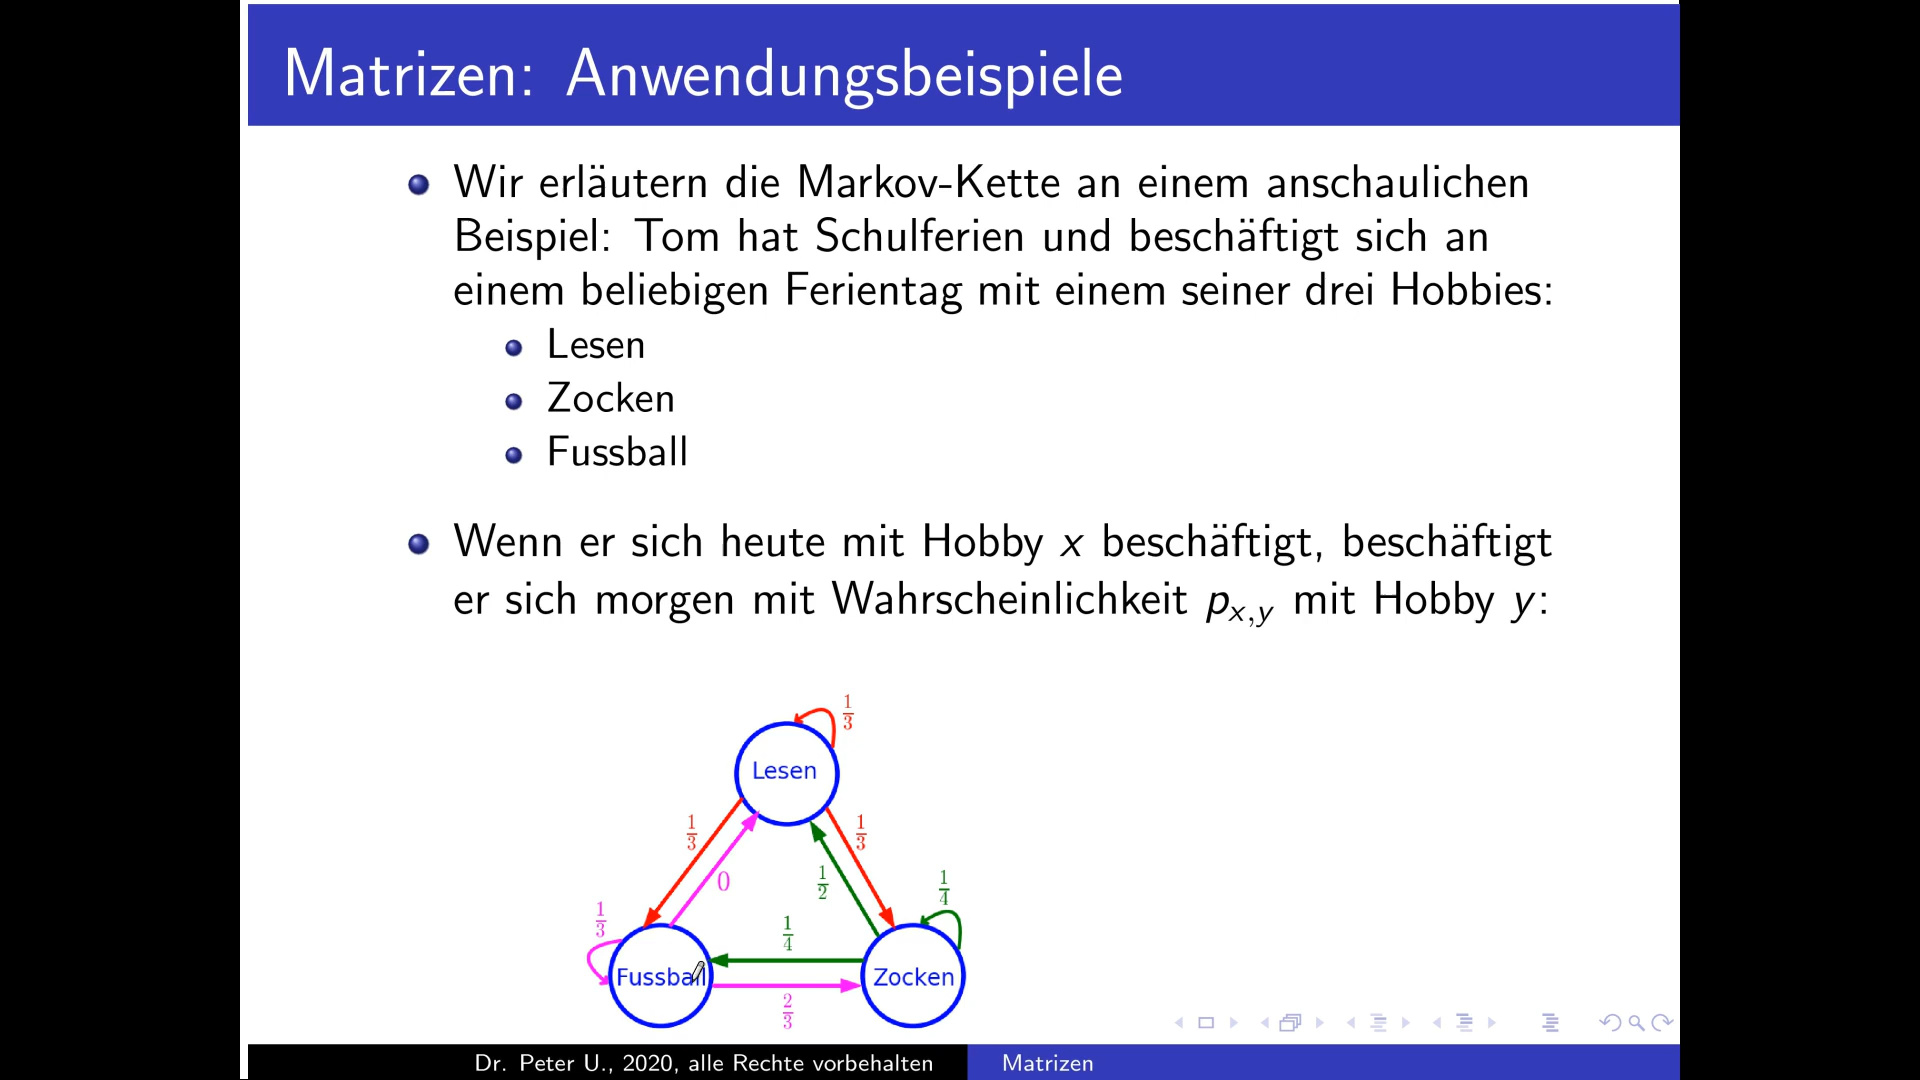 Matrizen: Anwendungsbeispiele
Wir erläutern die Markov-Kette an einem anschaulichen
Beispiel: Tom hat Schulferien und beschäftigt sich an
einem beliebigen Ferientag mit einem seiner drei Hobbies:
Lesen
Zocken
Fussball
Wenn er sich heute mit Hobby x beschäftigt, beschäftigt
er sich morgen mit Wahrscheinlichkeit p_{x,y} mit Hobby y:
1/3
Lesen
1/3
1/3
0
1/2
1/4
1/3
1/4
Fussball
Zocken
2/3
Dr. Peter U., 2020, alle Rechte vorbehalten
Matrizen